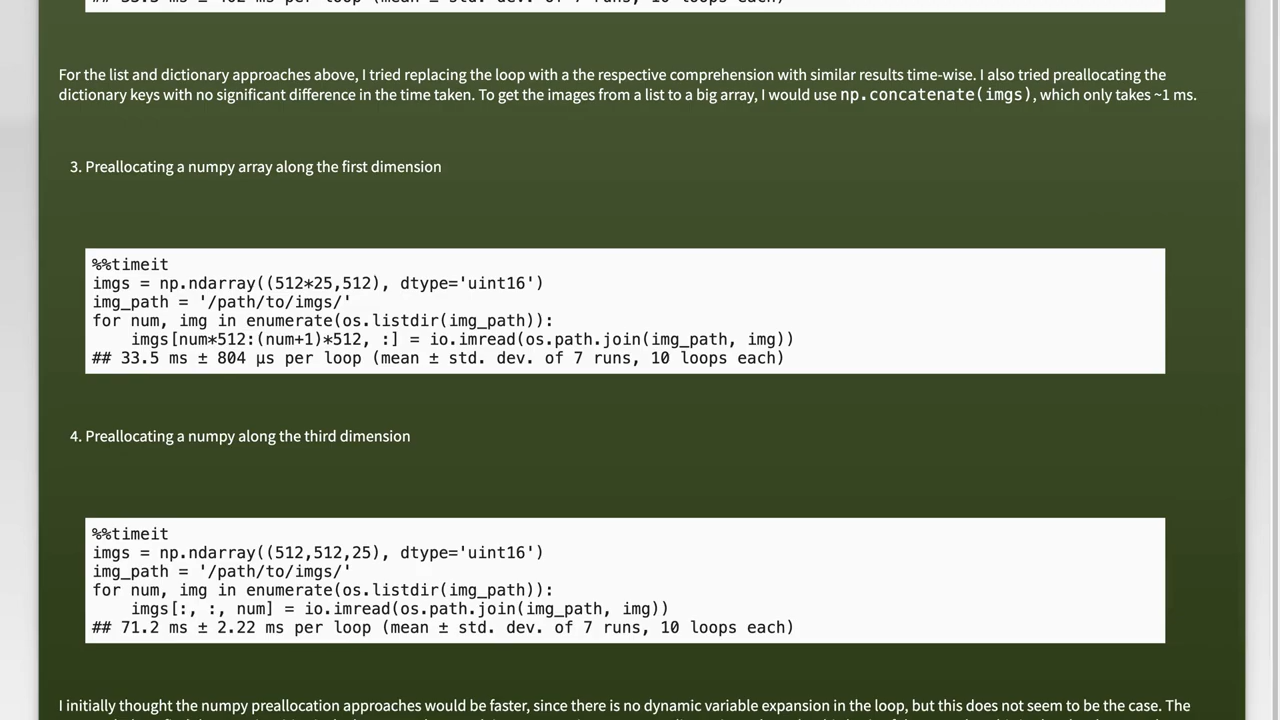 For the list and dictionary approaches above, I tried replacing the loop with a the respective comprehension with similar results time-wise. I also tried preallocating the
dictionary keys with no significant difference in the time taken. To get the images from a list to a big array, I would use np.concatenate(imgs), which only takes ~1 ms.
3. Preallocating a numpy array along the first dimension
%%timeit
imgs = np.ndarray((512*25,512), dtype='uint16')
img_path = '/path/to/imgs/'
for num, img in enumerate(os.listdir(img_path)):
    imgs[num*512:(num+1)*512, :] = io.imread(os.path.join(img_path, img))
## 33.5 ms ± 804 µs per loop (mean ± std. dev. of 7 runs, 10 loops each)
4. Preallocating a numpy along the third dimension
%%timeit
imgs = np.ndarray((512,512,25), dtype='uint16')
img_path = '/path/to/imgs/'
for num, img in enumerate(os.listdir(img_path)):
    imgs[:, :, num] = io.imread(os.path.join(img_path, img))
## 71.2 ms ± 2.22 ms per loop (mean ± std. dev. of 7 runs, 10 loops each)
I initially thought the numpy preallocation approaches would be faster, since there is no dynamic variable expansion in the loop, but this does not seem to be the case. The